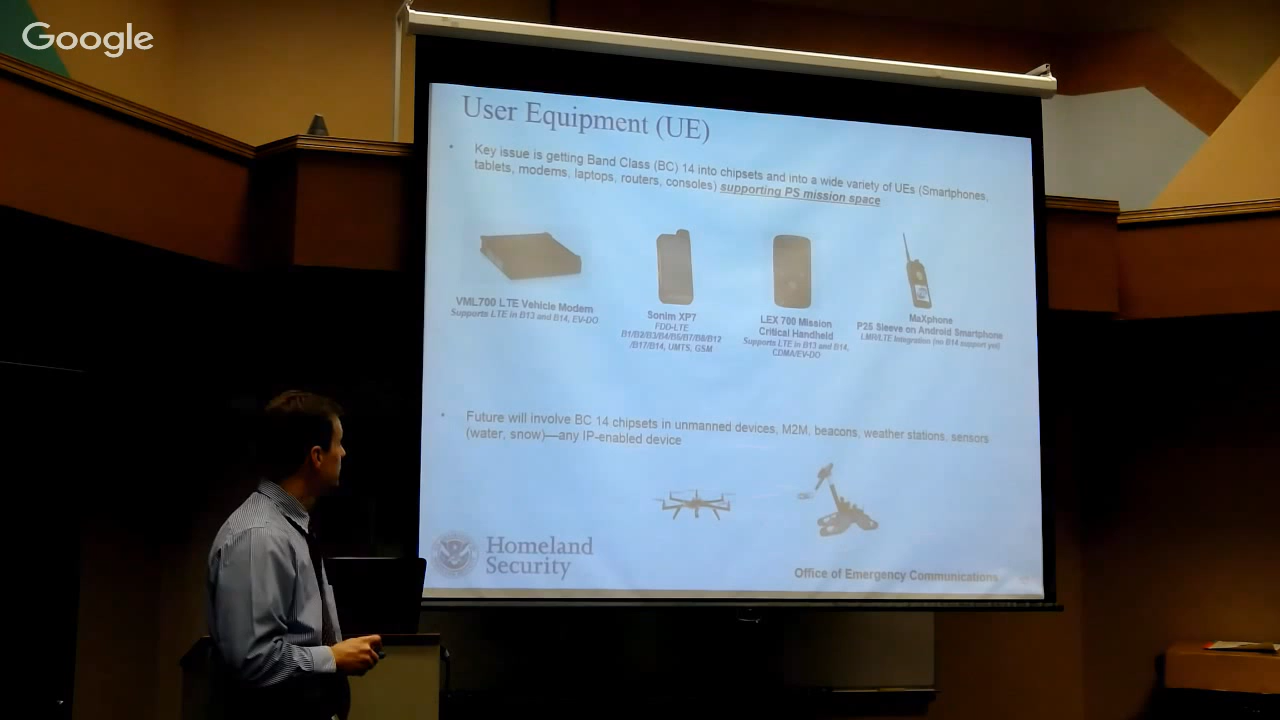 Google
User Equipment (UE)
• Key issue is getting Band Class (BC) 14 into chipsets and into a wide variety of UEs (Smartphones,
tablets, modems, laptops, routers, consoles) supporting PS mission space
VML700 LTE Vehicle Modem
Supports LTE in B13 and B14, EV-DO
Sonim XP7
FDD-LTE
B1/B2/B3/B4/B5/B7/B8/B12
/B17/B14, UMTS, GSM
LEX 700 Mission
Critical Handheld
Supports LTE in B13 and B14,
CDMA/EV-DO
MaXphone
P25 Sleeve on Android Smartphone
LMR/LTE Integration (no B14 support yet)
• Future will involve BC 14 chipsets in unmanned devices, M2M, beacons, weather stations, sensors
(water, snow)—any IP-enabled device
Homeland
Security
Office of Emergency Communications